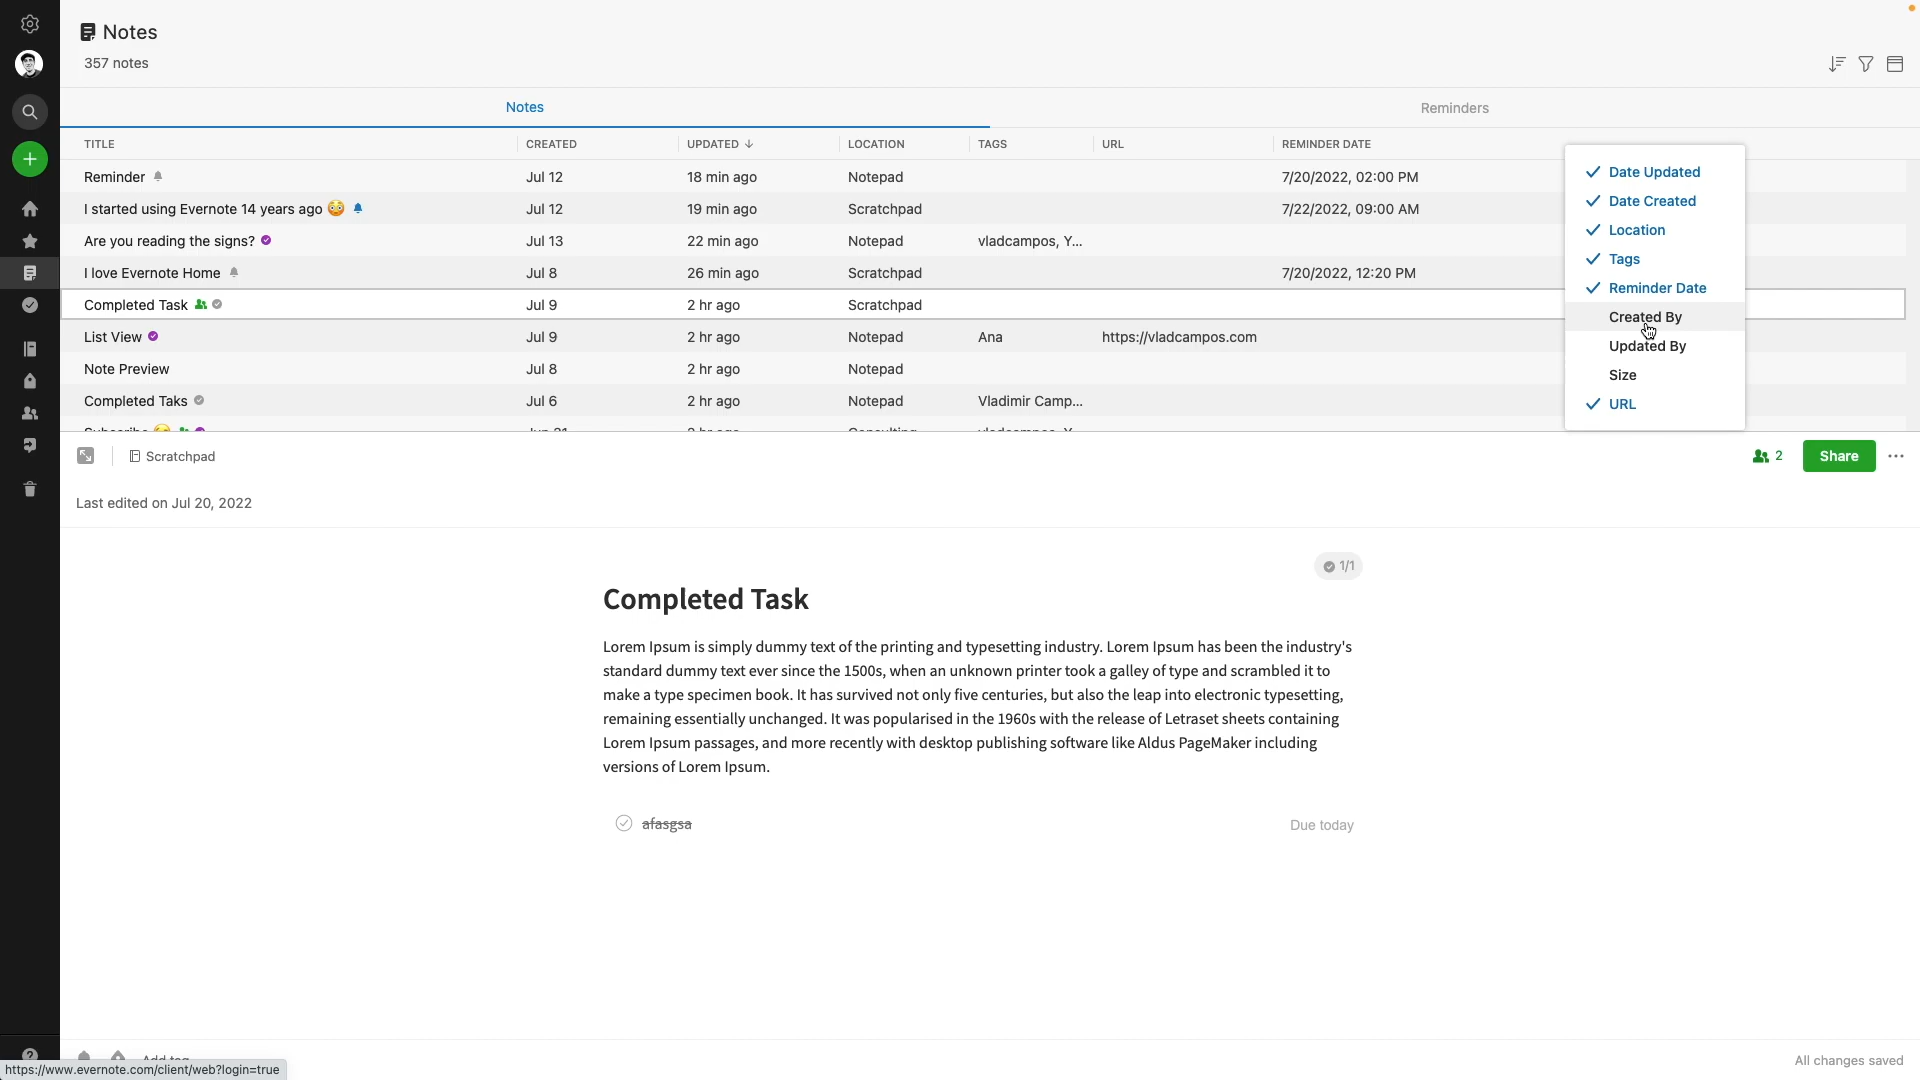 Notes
357 notes
Notes
Reminders
TITLE CREATED UPDATED LOCATION TAGS URL REMINDER DATE
Reminder Jul 12 18 min ago Notepad 7/20/2022, 02:00 PM
I started using Evernote 14 years ago 😳 Jul 12 19 min ago Scratchpad 7/22/2022, 09:00 AM
Are you reading the signs? Jul 13 22 min ago Notepad vladcampos, Y...
I love Evernote Home Jul 8 26 min ago Scratchpad 7/20/2022, 12:20 PM
Completed Task Jul 9 2 hr ago Scratchpad
List View Jul 9 2 hr ago Notepad Ana https://vladcampos.com
Note Preview Jul 8 2 hr ago Notepad
Completed Taks Jul 6 2 hr ago Notepad Vladimir Camp...
Date Updated
Date Created
Location
Tags
Reminder Date
Created By
Updated By
Size
URL
Scratchpad
2
Share
Last edited on Jul 20, 2022
1/1
Completed Task
Lorem Ipsum is simply dummy text of the printing and typesetting industry. Lorem Ipsum has been the industry's
standard dummy text ever since the 1500s, when an unknown printer took a galley of type and scrambled it to
make a type specimen book. It has survived not only five centuries, but also the leap into electronic typesetting,
remaining essentially unchanged. It was popularised in the 1960s with the release of Letraset sheets containing
Lorem Ipsum passages, and more recently with desktop publishing software like Aldus PageMaker including
versions of Lorem Ipsum.
afasgsa
Due today
Add tag
All changes saved
https://www.evernote.com/client/web?login=true